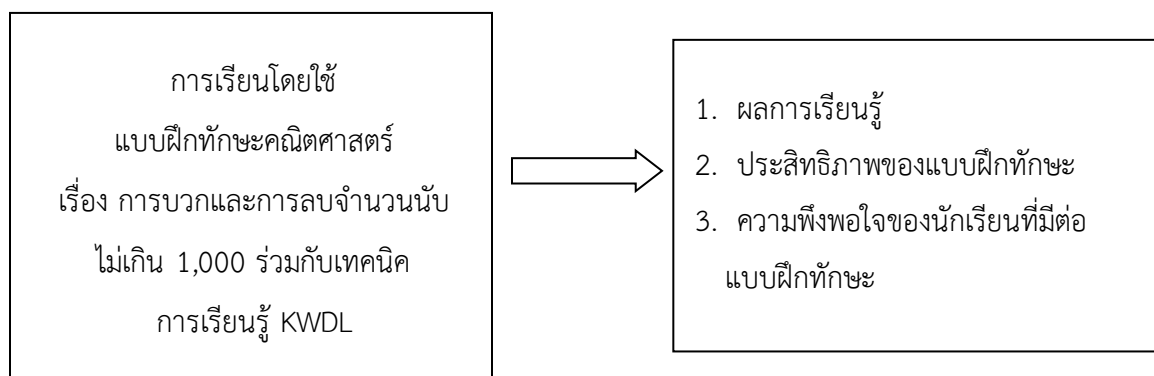 การเรียนโดยใช้
แบบฝึกทักษะคณิตศาสตร์
เรื่อง การบวกและการลบจำนวนนับ
ไม่เกิน 1,000 ร่วมกับเทคนิค
การเรียนรู้ KWDL
1. ผลการเรียนรู้
2. ประสิทธิภาพของแบบฝึกทักษะ
3. ความพึงพอใจของนักเรียนที่มีต่อ
แบบฝึกทักษะ